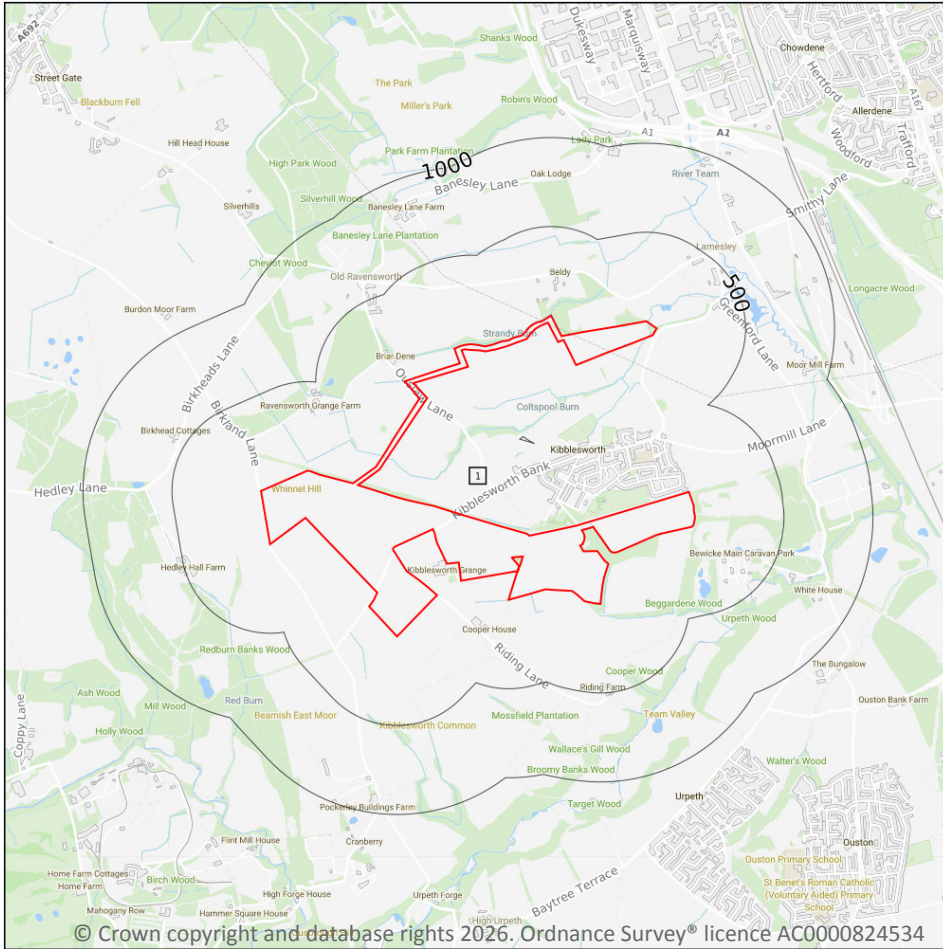 A692
Shanks Wood
Dukesway
Marquisway
Chowdene
Street Gate
The Park
Hertford
A167
Blackburn Fell
Miller's Park
Robin's Wood
Allerdene
Trafford
Hill Head House
A1
A1
Woodford
Lady Park
Park Farm Plantation
High Park Wood
1000
Oak Lodge
River Team
Banesley Lane
Smithy Lane
Silverhill Wood
Silverhills
Banesley Lane Farm
Banesley Lane Plantation
Lamesley
Cheviot Wood
Old Ravensworth
Beldy
500
Longacre Wood
Burdon Moor Farm
Greenford Lane
Strandy Burn
Birkheads Lane
Briar Dene
Moor Mill Farm
Ravensworth Grange Farm
Coltspool Burn
Birkland Lane
Birkhead Cottages
Moormill Lane
Kibblesworth
Hedley Lane
Whinnel Hill
1
Kibblesworth Bank
Bewicke Main Caravan Park
Hedley Hall Farm
Kibblesworth Grange
White House
Beggardene Wood
Urpeth Wood
Cooper House
Redburn Banks Wood
Riding Lane
The Bungalow
Cooper Wood
Ash Wood
Red Burn
Riding Farm
Ouston Bank Farm
Mill Wood
Beamish East Moor
Mossfield Plantation
Team Valley
Coppy Lane
Holly Wood
Kibblesworth Common
Wallace's Gill Wood
Walter's Wood
Broomy Banks Wood
Urpeth
Pockerley Buildings Farm
Target Wood
Flint Mill House
Cranberry
Ouston
Ouston Primary School
Home Farm Cottages
Home Farm
Birch Wood
St Benet's Roman Catholic
(Voluntary Aided) Primary
School
High Forge House
Urpeth Forge
Baytree Terrace
Mahogany Row
Hammer Square House
High Urpeth
© Crown copyright and database rights 2026. Ordnance Survey® licence AC0000824534